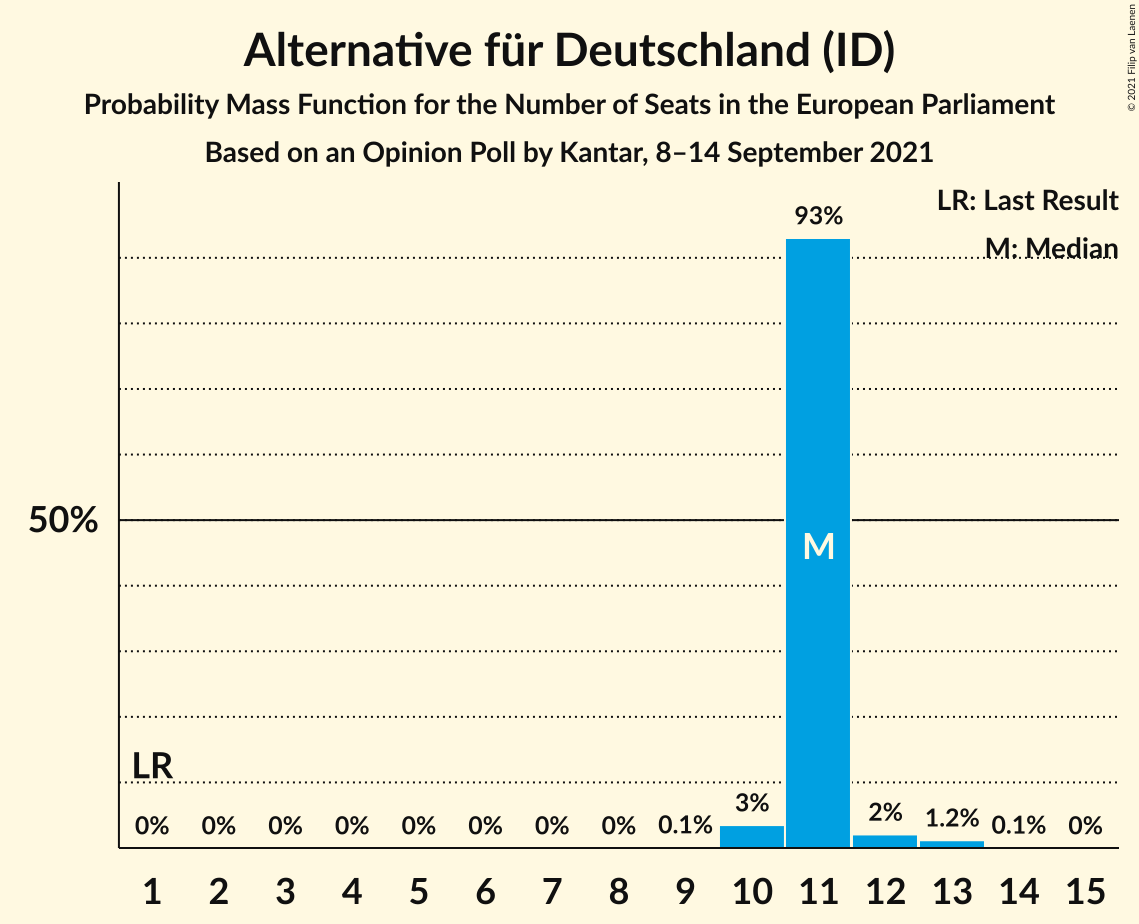 Alternative für Deutschland (ID)
Probability Mass Function for the Number of Seats in the European Parliament
Based on an Opinion Poll by Kantar, 8–14 September 2021
© 2021 Filip van Laenen
LR: Last Result
M: Median
93%
50%
M
LR
0% 0% 0% 0% 0% 0% 0% 0% 0.1% 3% 2% 1.2% 0.1% 0%
1 2 3 4 5 6 7 8 9 10 11 12 13 14 15